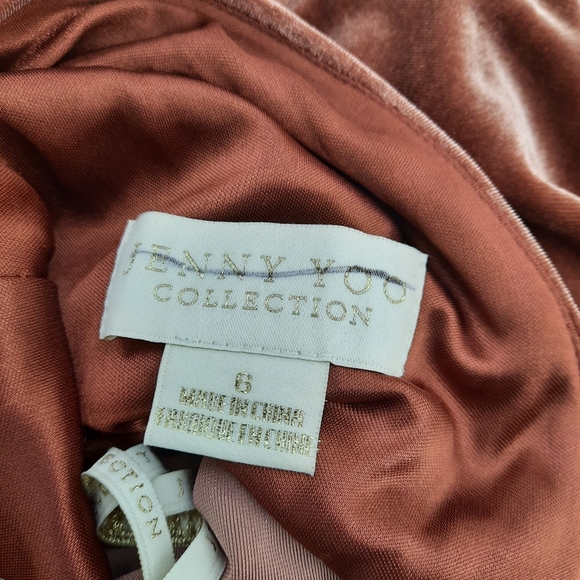 JENNY YOO
COLLECTION
6
MADE IN CHINA
FABRIQUE EN CHINE